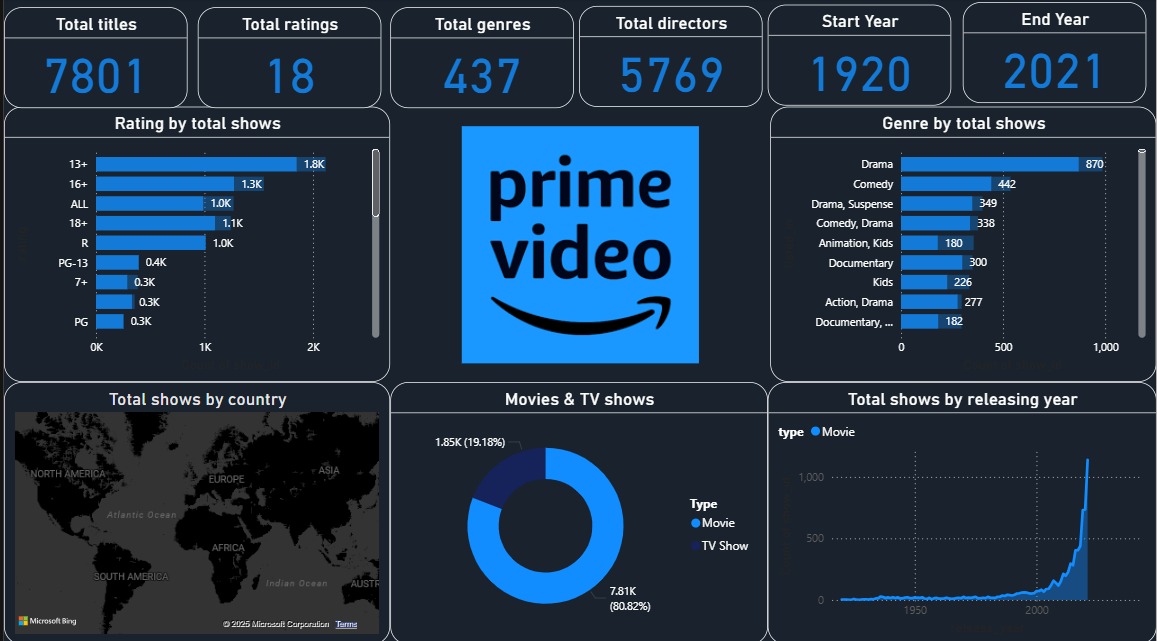 Total titles
7801
Total ratings
18
Total genres
437
Total directors
5769
Start Year
1920
End Year
2021
Rating by total shows
13+
1.8K
16+
1.3K
ALL
1.0K
18+
1.1K
R
1.0K
PG-13
0.4K
7+
0.3K
0.3K
PG
0.3K
0K
1K
2K
prime
video
Genre by total shows
Drama
870
Comedy
442
Drama, Suspense
349
Comedy, Drama
338
Animation, Kids
180
Documentary
300
Kids
226
Action, Drama
277
Documentary, ...
182
0
500
1,000
Total shows by country
NORTH AMERICA
EUROPE
ASIA
Atlantic Ocean
AFRICA
SOUTH AMERICA
Indian Ocean
AUSTR
Microsoft Bing
© 2025 Microsoft Corporation Terms
Movies & TV shows
1.85K (19.18%)
7.81K
(80.82%)
Type
Movie
TV Show
Total shows by releasing year
type Movie
1,000
500
0
1950
2000